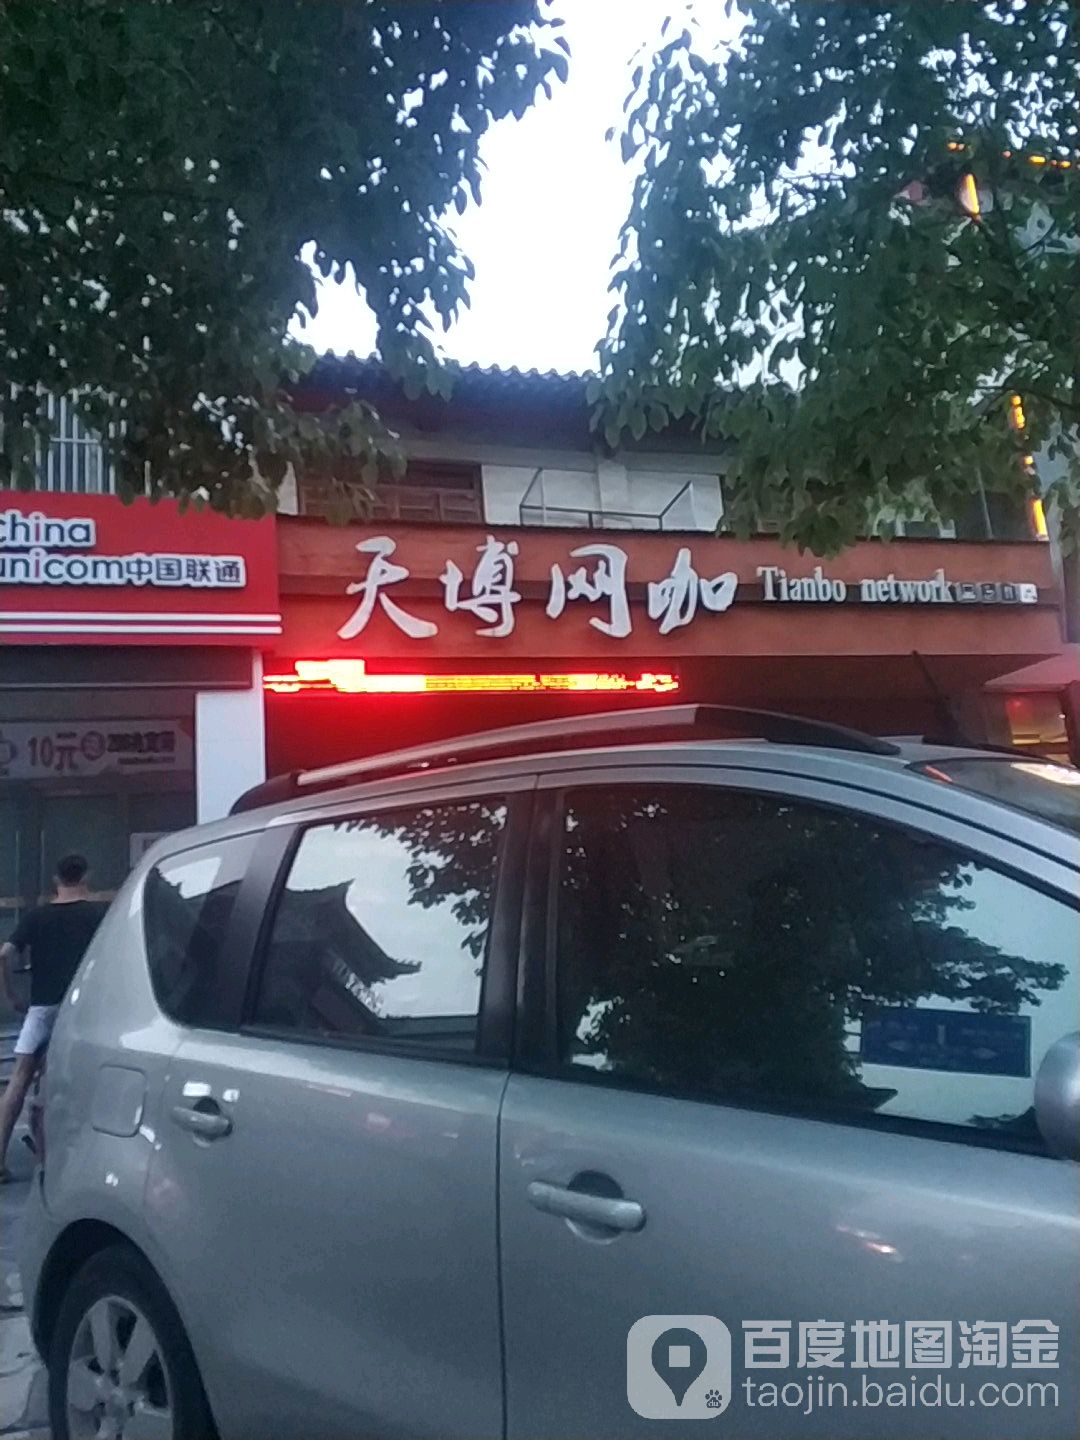 china
unicom中国联通
天博网咖 Tianbo network
10元
百度地图淘金
taojin.baidu.com